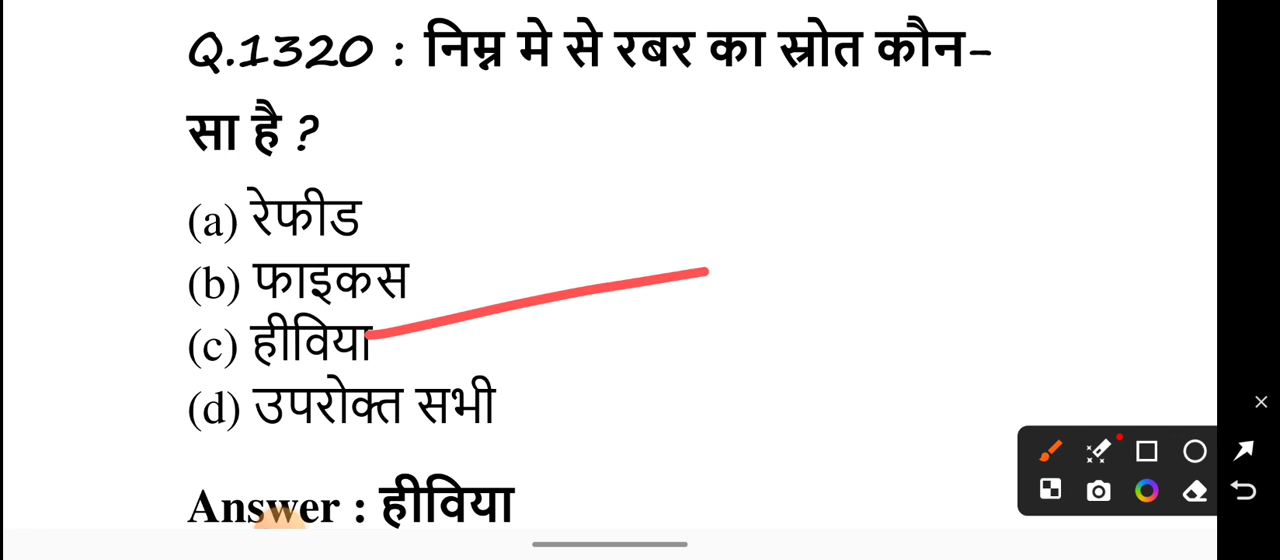 Q.1320 : निम्न मे से रबर का स्रोत कौन-
सा है ?
(a) रेफीड
(b) फाइकस
(c) हीविया
(d) उपरोक्त सभी
Answer : हीविया